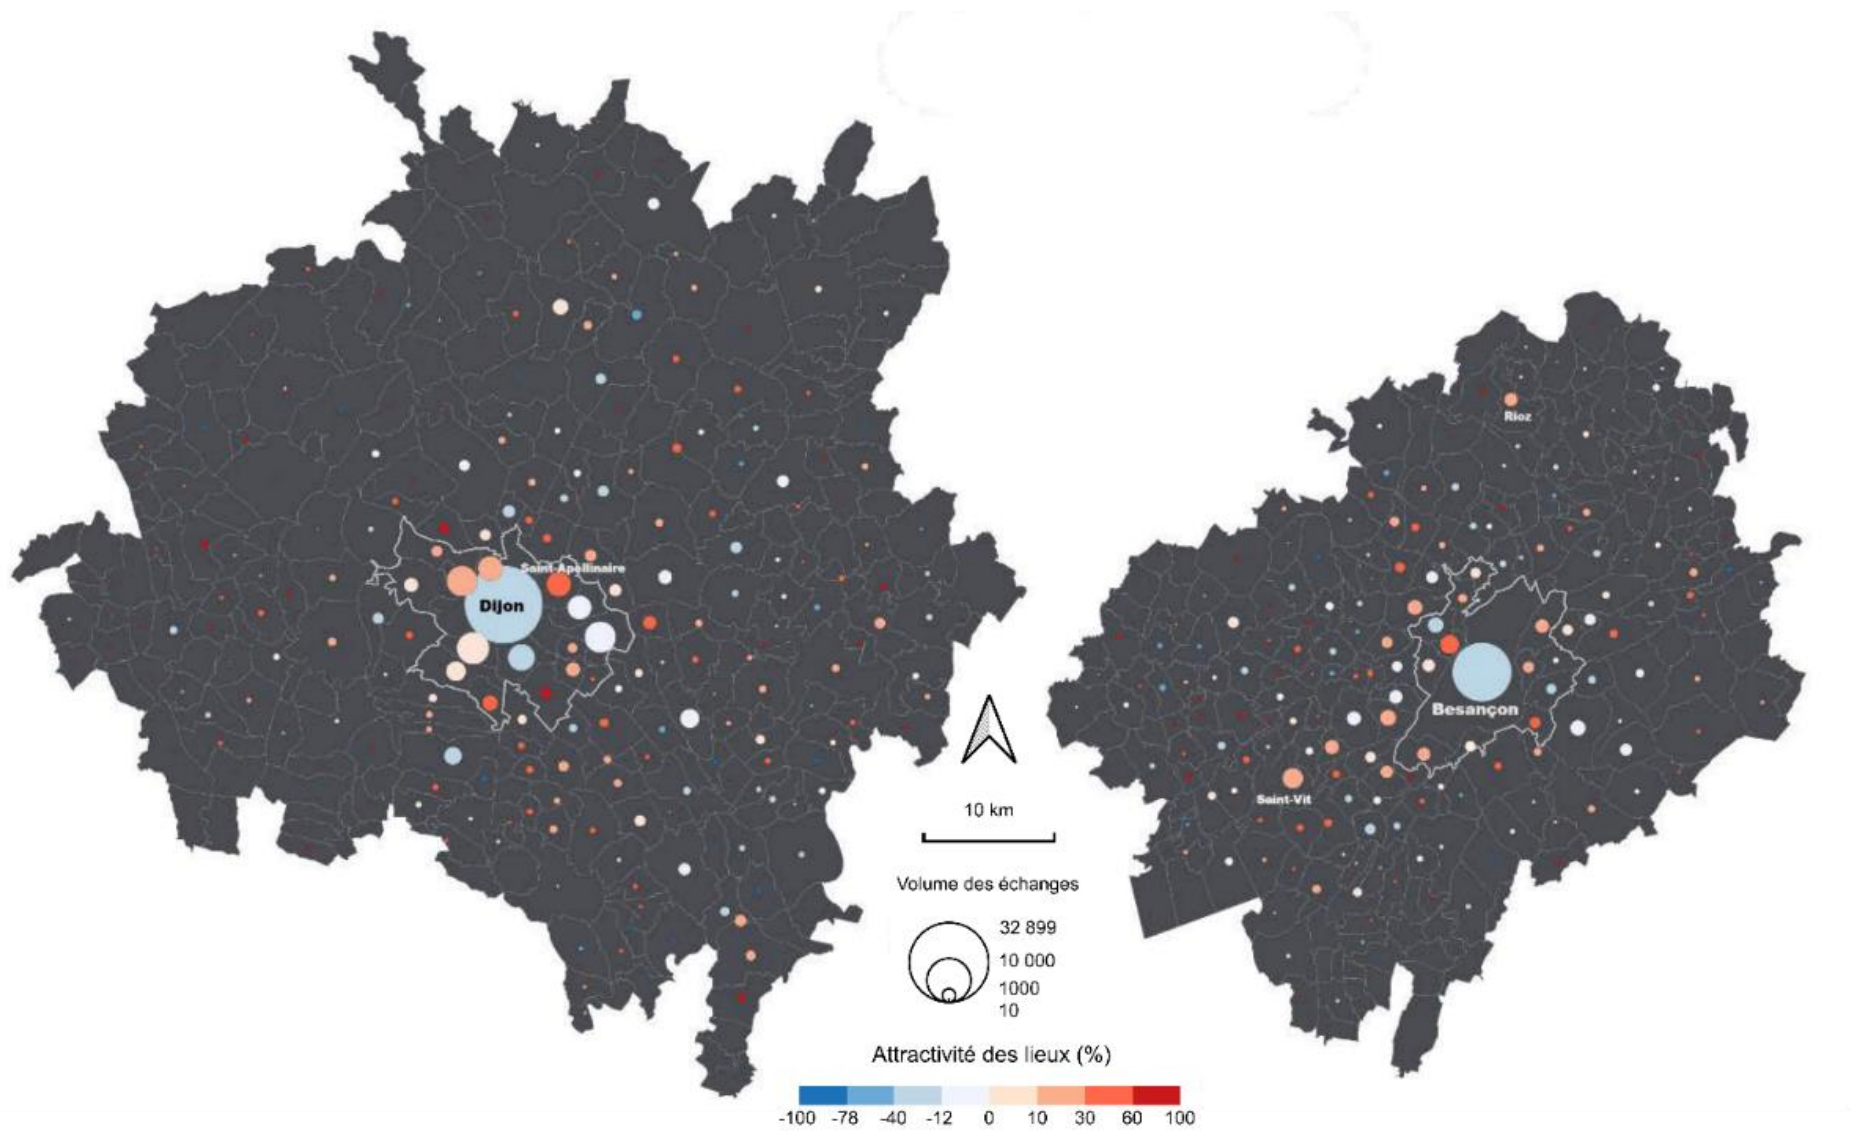 Rioz
Saint-Apollinaire
Dijon
Besançon
Saint-Vit
10 km
Volume des échanges
32 899
10 000
1000
10
Attractivité des lieux (%)
-100 -78 -40 -12 0 10 30 60 100